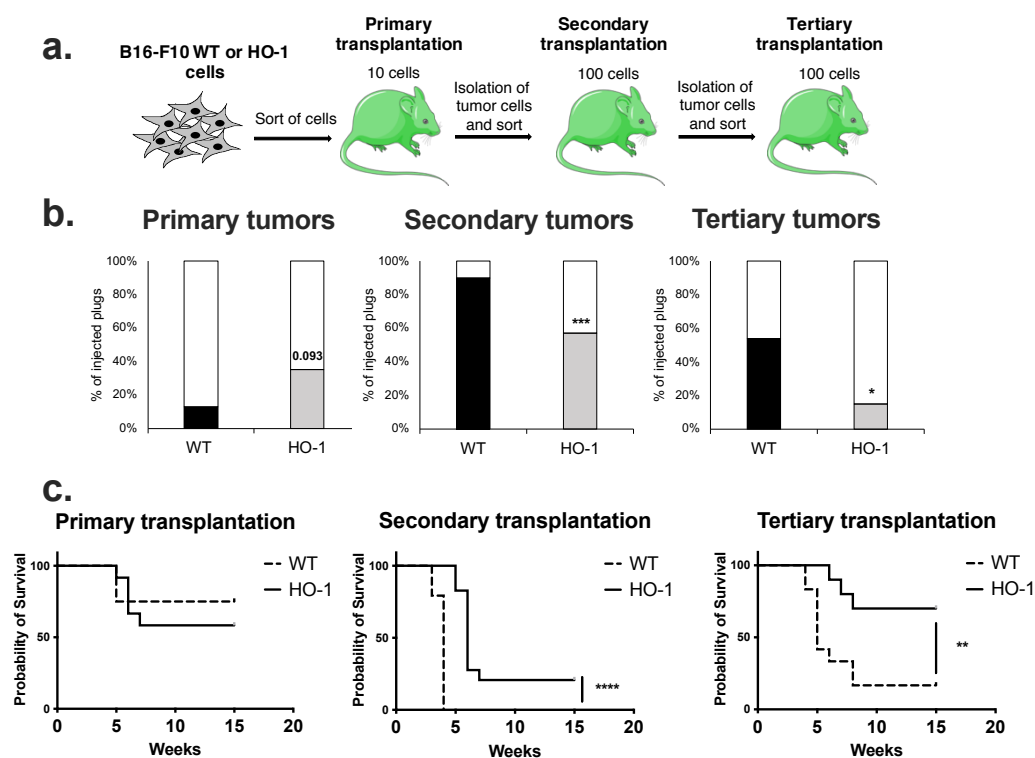 a.
B16-F10 WT or HO-1
cells
Sort of cells
Primary
transplantation
10 cells
Isolation of
tumor cells
and sort
Secondary
transplantation
100 cells
Isolation of
tumor cells
and sort
Tertiary
transplantation
100 cells
b.
Primary tumors
% of injected plugs
100%
80%
60%
40%
20%
0%
0.093
WT
HO-1
Secondary tumors
% of injected plugs
100%
80%
60%
40%
20%
0%
***
WT
HO-1
Tertiary tumors
% of injected plugs
100%
80%
60%
40%
20%
0%
*
WT
HO-1
c.
Primary transplantation
Probability of Survival
100
50
0
0 5 10 15 20
Weeks
WT
HO-1
Secondary transplantation
Probability of Survival
100
50
0
0 5 10 15 20
Weeks
WT
HO-1
****
Tertiary transplantation
Probability of Survival
100
50
0
0 5 10 15 20
Weeks
WT
HO-1
**